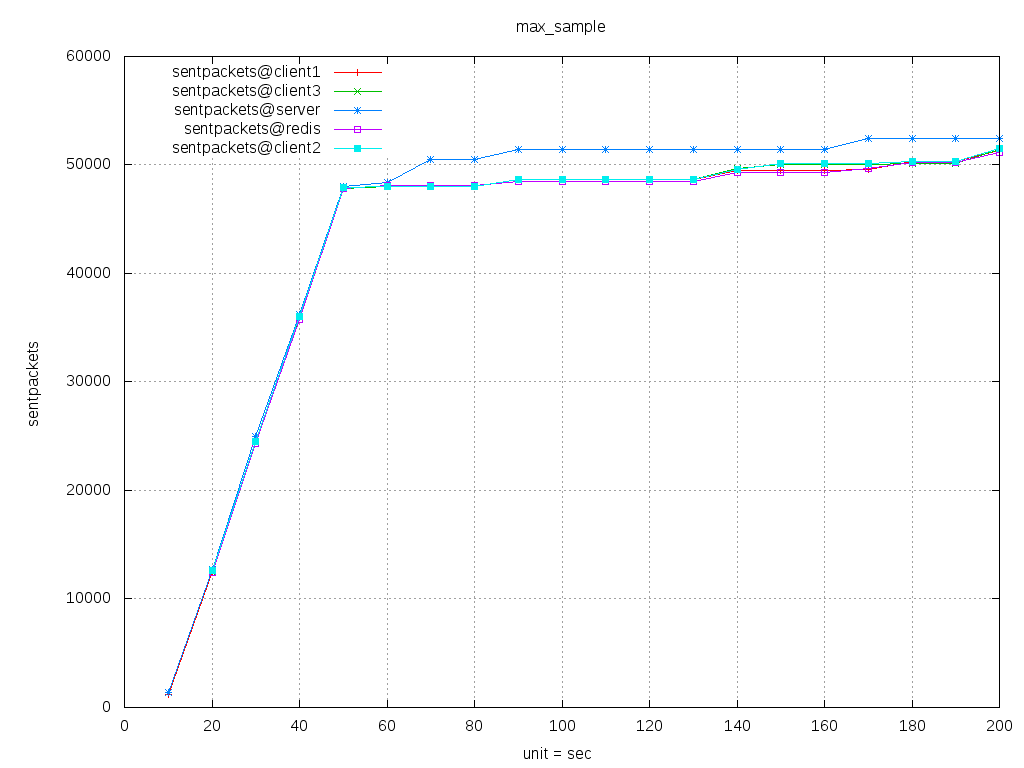 max_sample
60000
50000
40000
30000
20000
10000
0
sentpackets
sentpackets@client1
sentpackets@client3
sentpackets@server
sentpackets@redis
sentpackets@client2
0 20 40 60 80 100 120 140 160 180 200
unit = sec